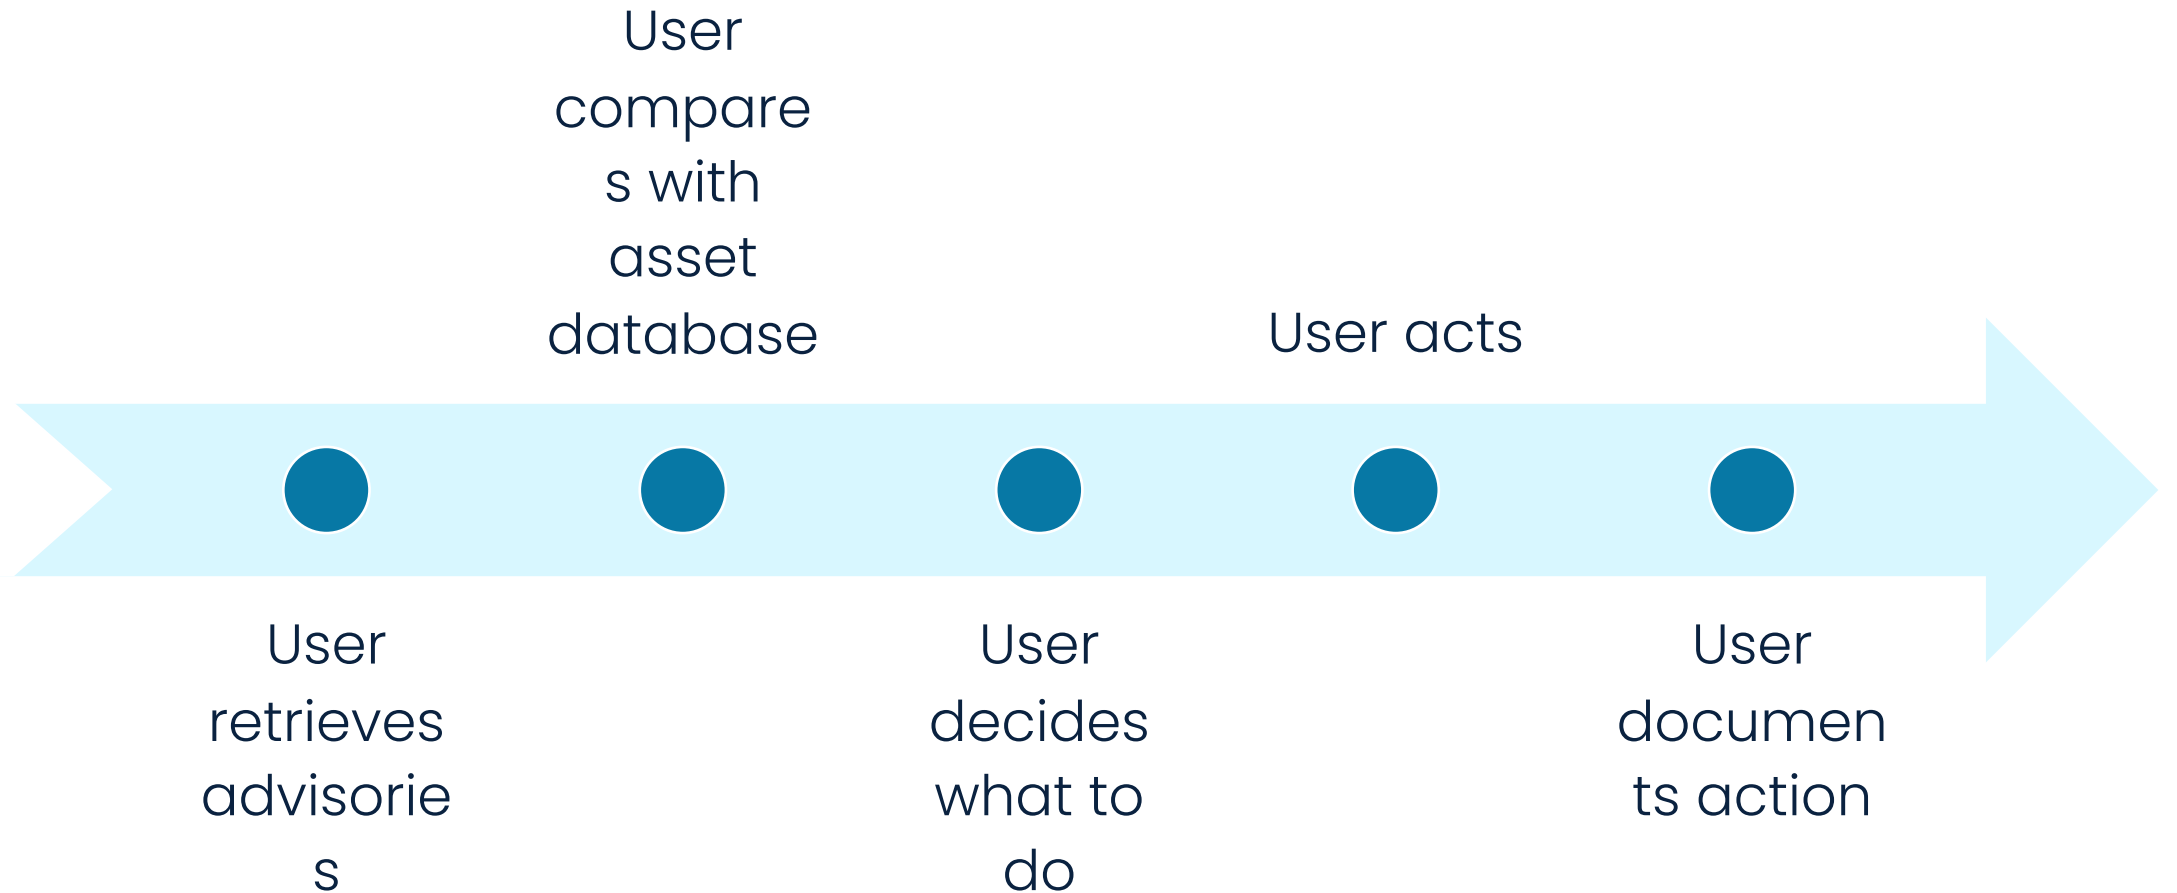 User
retrieves
advisorie
s
User
compare
s with
asset
database
User
decides
what to
do
User acts
User
documen
ts action